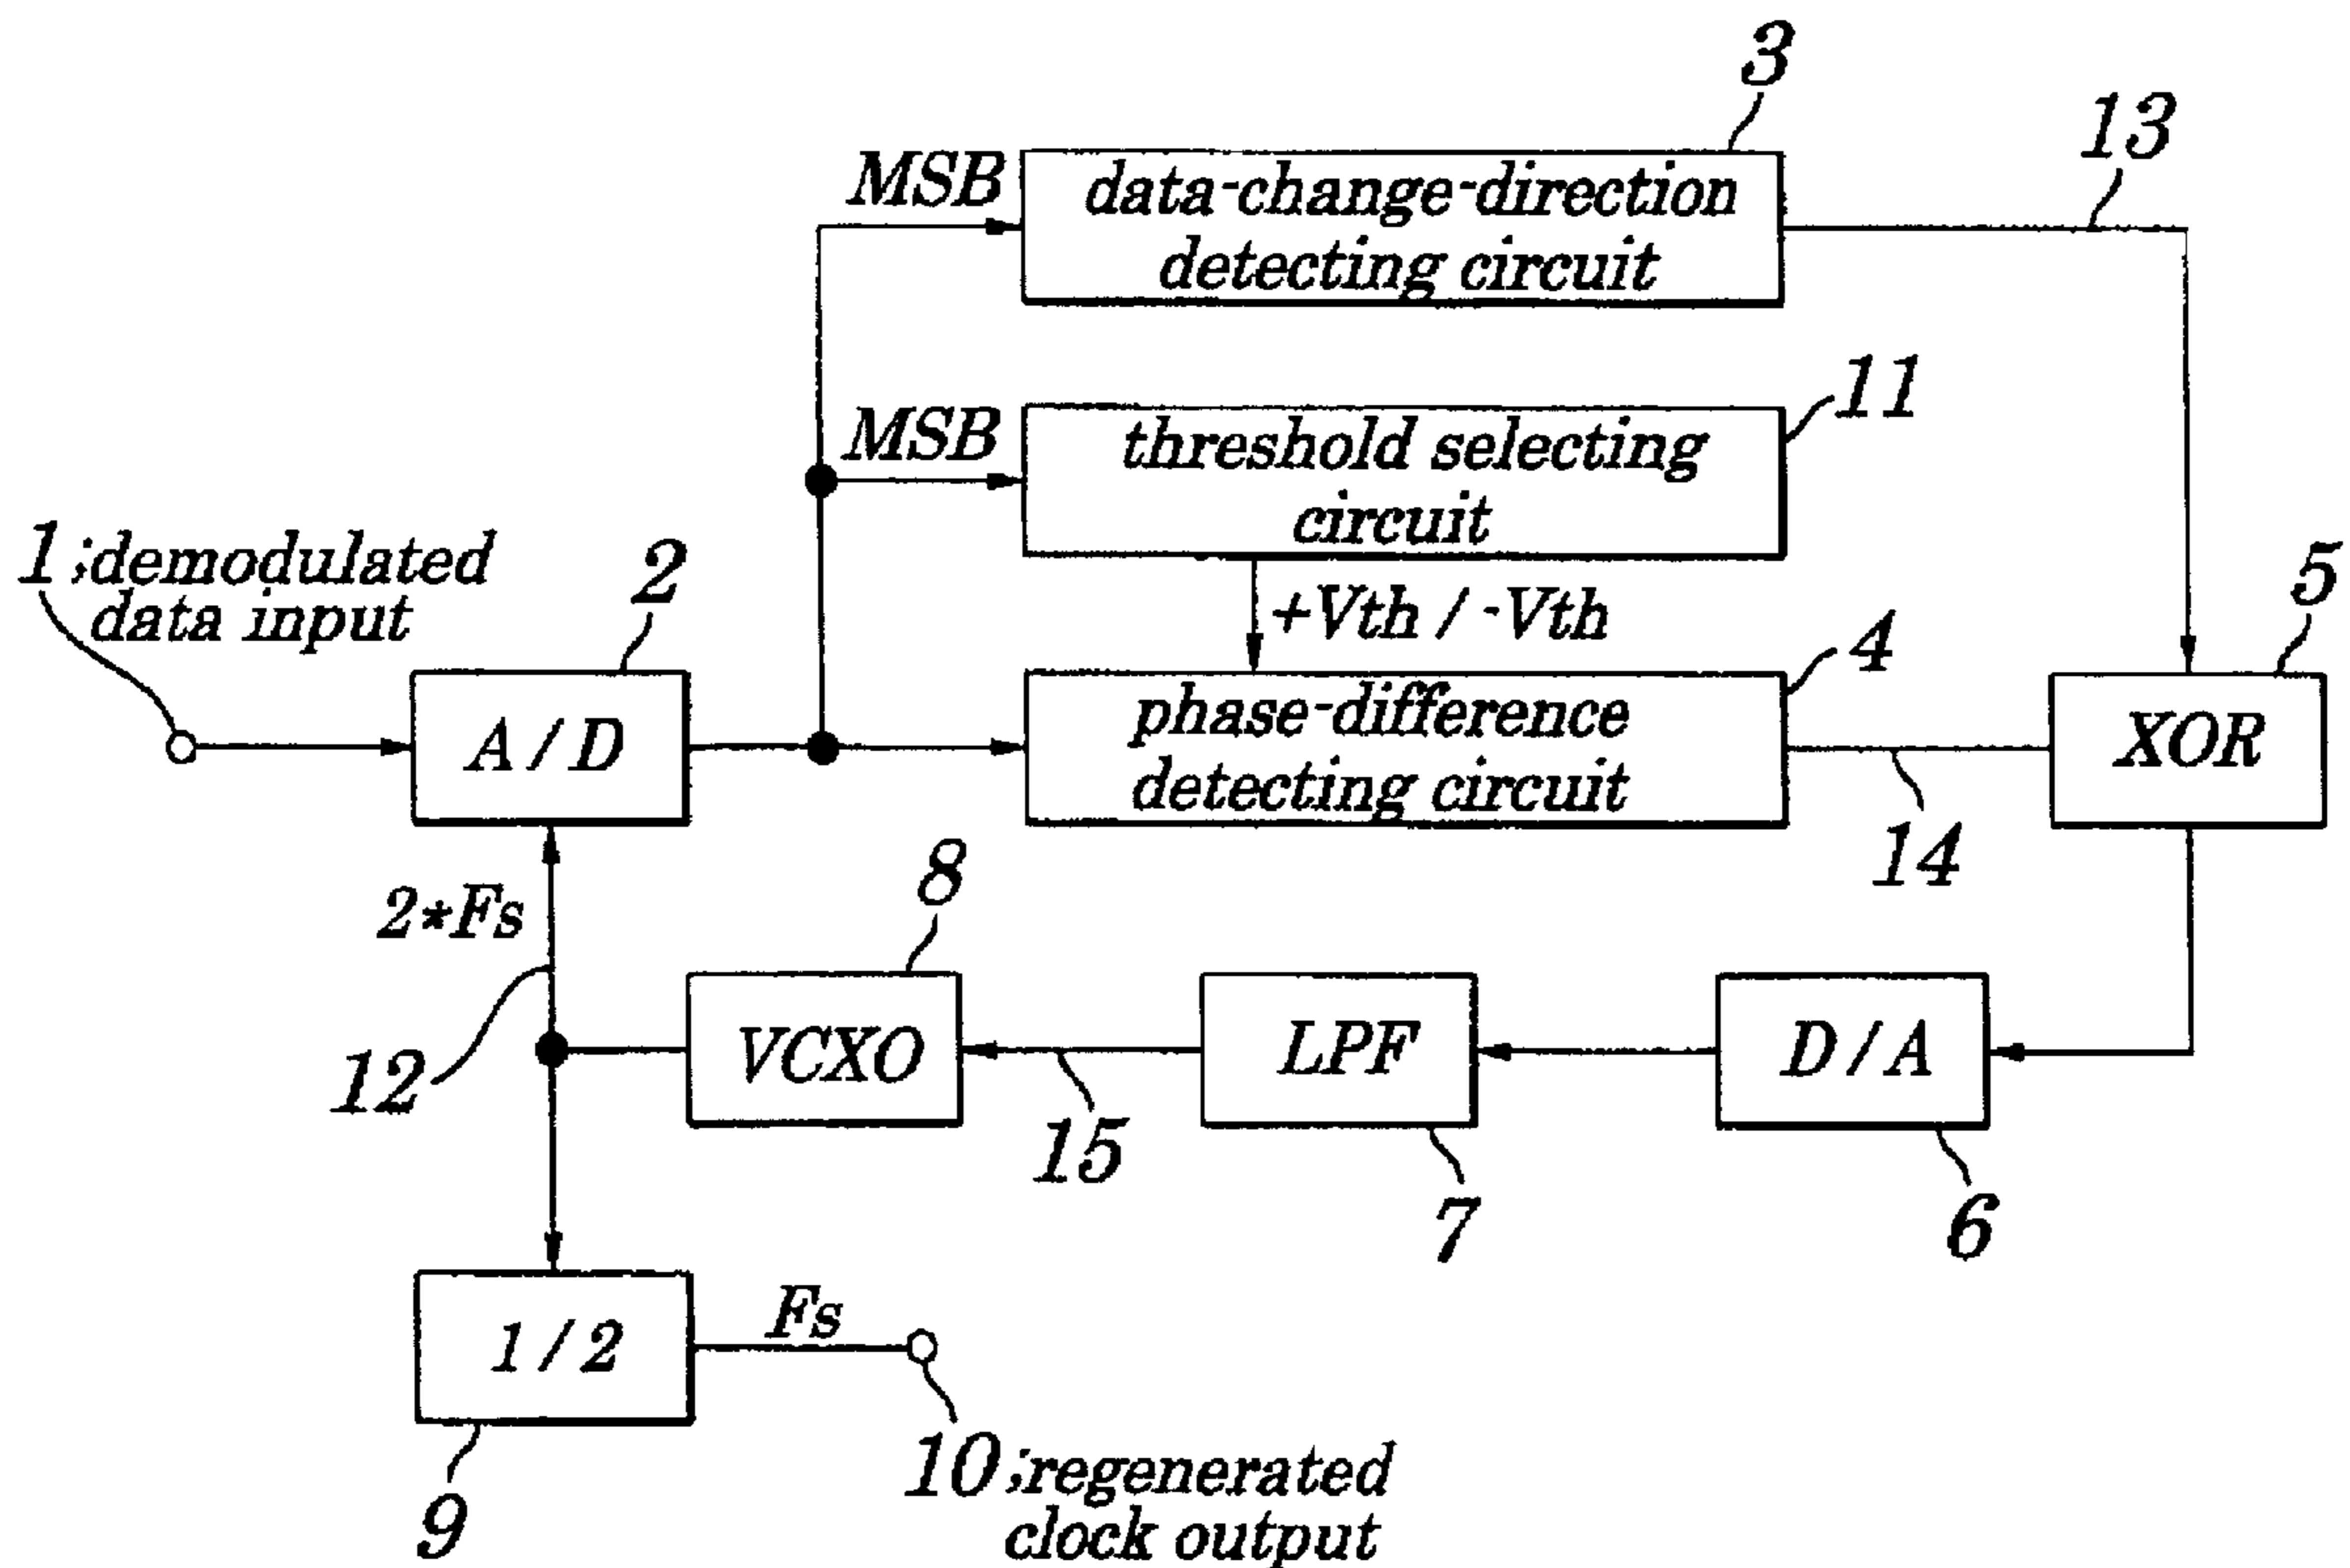 3
13
MSB
data-change-direction
detecting circuit
MSB
threshold selecting
circuit
11
1 ;demodulated
data input
2
+Vth / -Vth
5
4
A / D
phase-difference
detecting circuit
XOR
14
2*Fs
8
12
VCXO
LPF
D / A
15
7
6
1 / 2
Fs
9
10 ;regenerated
clock output